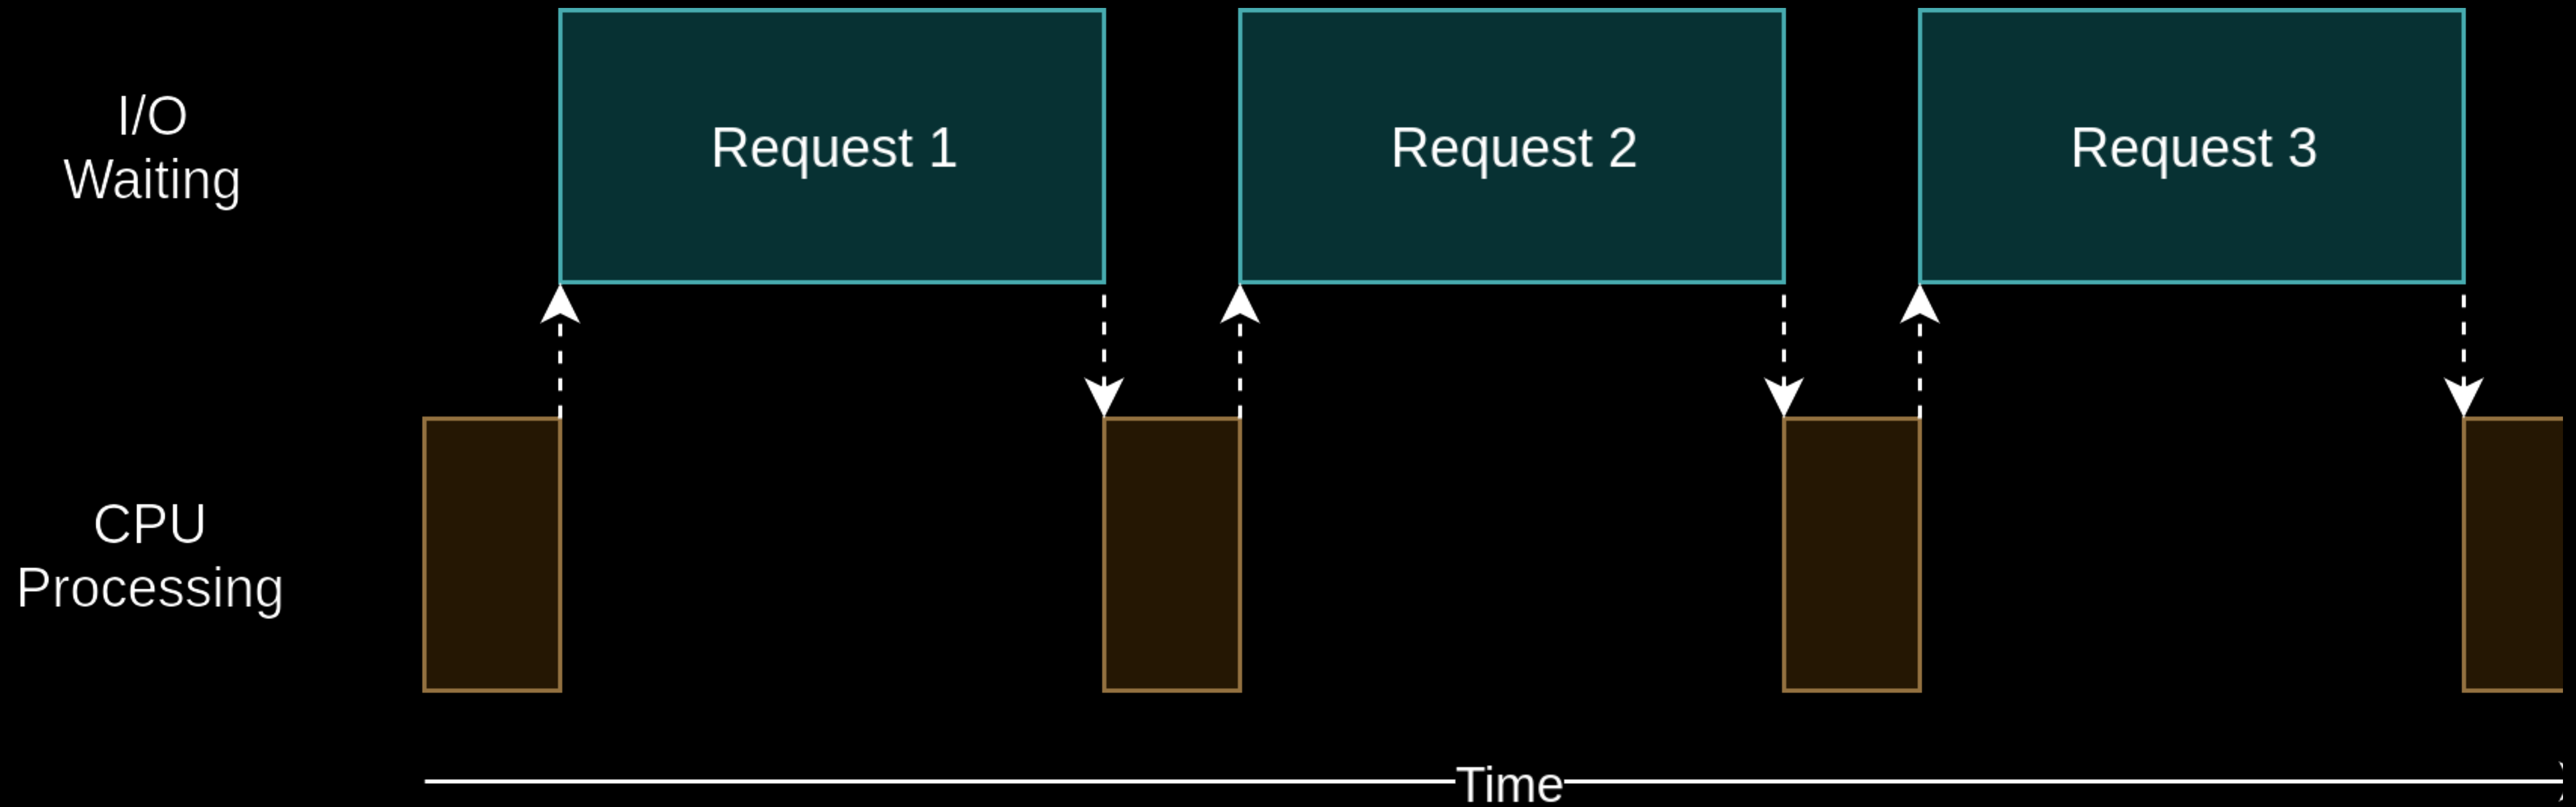 I/O
Waiting
Request 1
Request 2
Request 3
CPU
Processing
Time